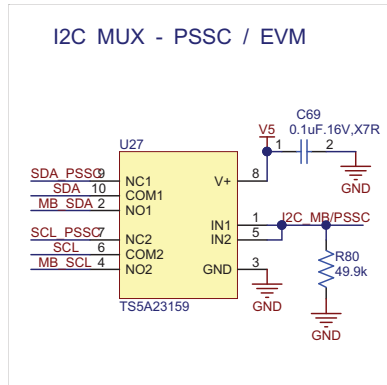 I2C MUX - PSSC / EVM
C69
0.1uF.16V,X7R
V5
1 2
GND
U27
SDA_PSSC 9 NC1 V+ 8
SDA 10 COM1
MB_SDA 2 NO1 IN1 1 I2C_MB/PSSC
SCL_PSSC 7 NC2 IN2 5
SCL 6 COM2
MB_SCL 4 NO2 GND 3
R80
49.9k
TS5A23159
GND
GND